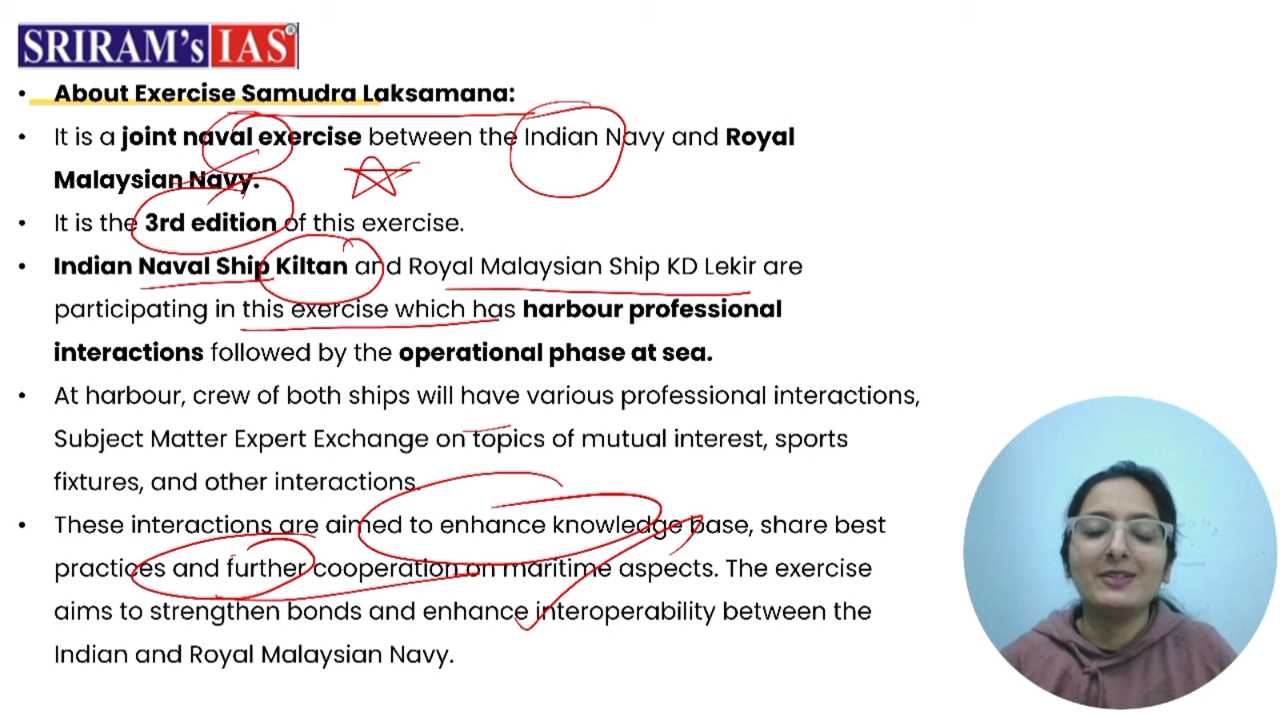 SRIRAM's IAS®
• About Exercise Samudra Laksamana:
• It is a joint naval exercise between the Indian Navy and Royal
Malaysian Navy.
• It is the 3rd edition of this exercise.
• Indian Naval Ship Kiltan and Royal Malaysian Ship KD Lekir are
participating in this exercise which has harbour professional
interactions followed by the operational phase at sea.
• At harbour, crew of both ships will have various professional interactions,
Subject Matter Expert Exchange on topics of mutual interest, sports
fixtures, and other interactions.
• These interactions are aimed to enhance knowledge base, share best
practices and further cooperation on maritime aspects. The exercise
aims to strengthen bonds and enhance interoperability between the
Indian and Royal Malaysian Navy.